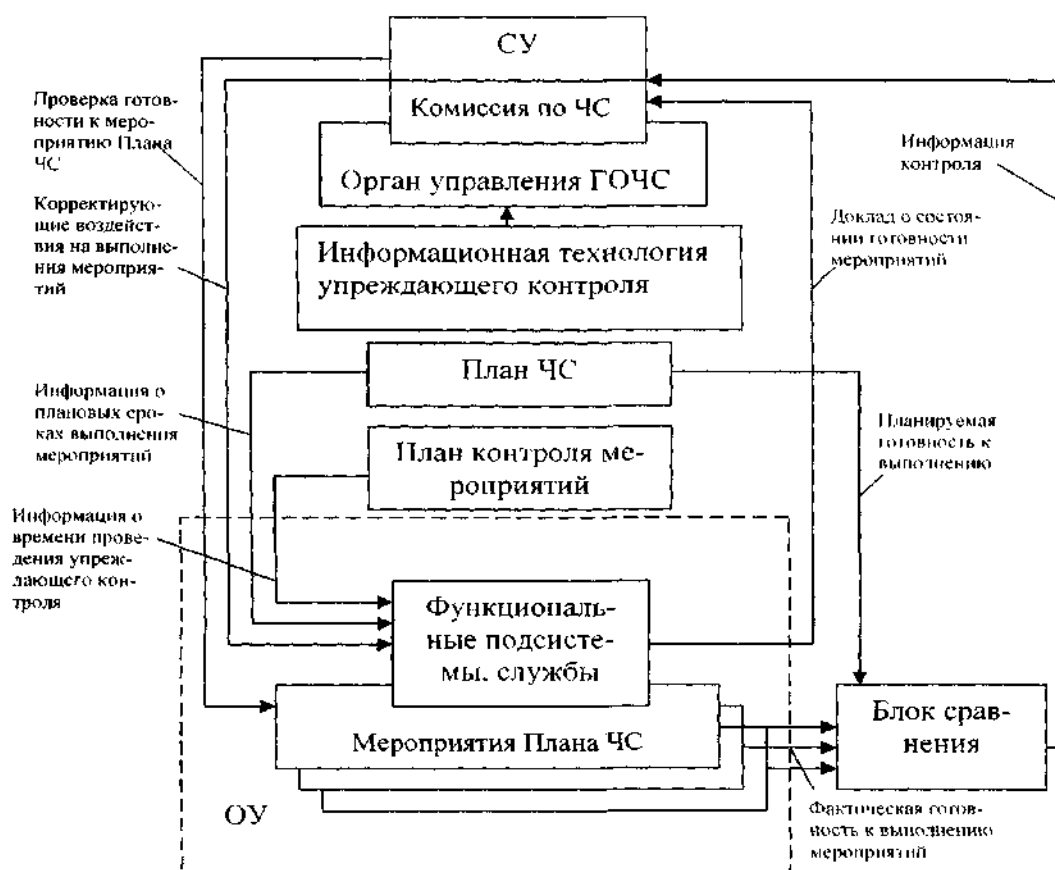 СУ
Комиссия по ЧС
Орган управления ГОЧС
Информационная технология
упреждающего контроля
План ЧС
План контроля ме-
роприятий
Функциональ-
ные подсисте-
мы, службы
Мероприятия Плана ЧС
ОУ
Блок срав-
нения
Проверка готов-
ности к меро-
приятию Плана
ЧС
Корректирую-
щие воздейст-
вия на выполне-
ния мероприя-
тий
Информация о
плановых сро-
ках выполнения
мероприятий
Информация о
времени прове-
дения упреж-
дающего кон-
троля
Информация
контроля
Доклад о состоя-
нии готовности
мероприятий
Планируемая
готовность к
выполнению
Фактическая готов-
ность к выполнению
мероприятий